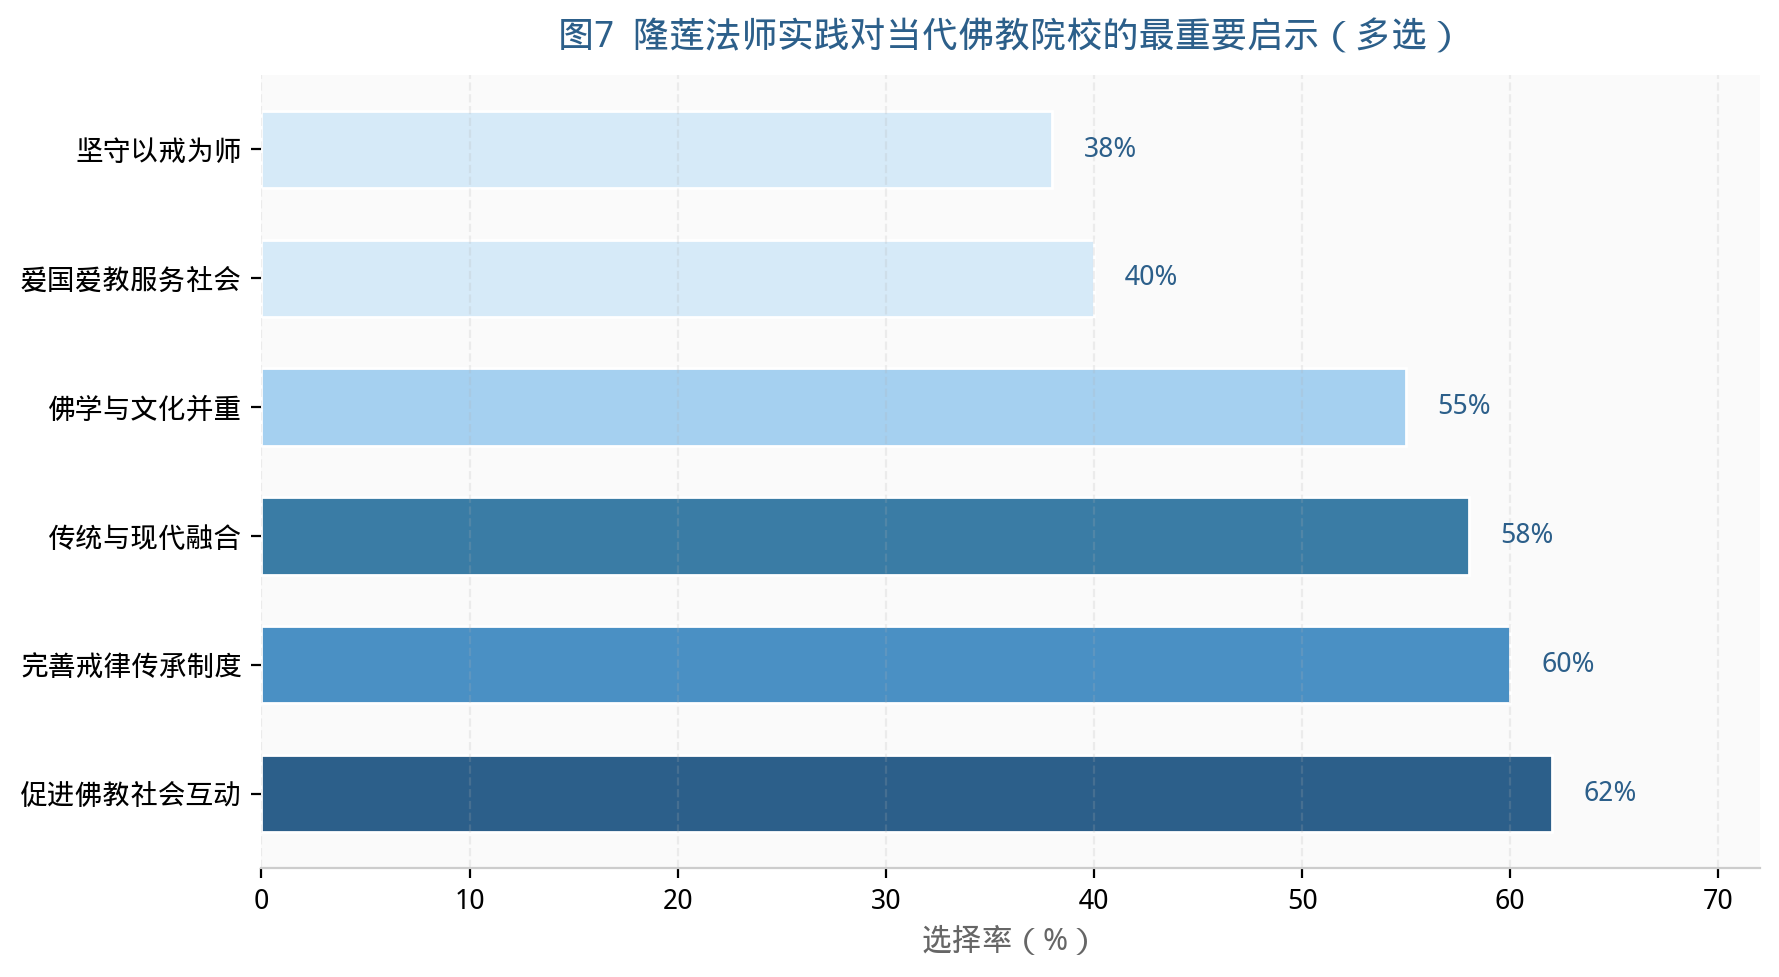 图7 隆莲法师实践对当代佛教院校的最重要启示（多选）
坚守以戒为师
38%
爱国爱教服务社会
40%
佛学与文化并重
55%
传统与现代融合
58%
完善戒律传承制度
60%
促进佛教社会互动
62%
0 10 20 30 40 50 60 70
选择率（%）